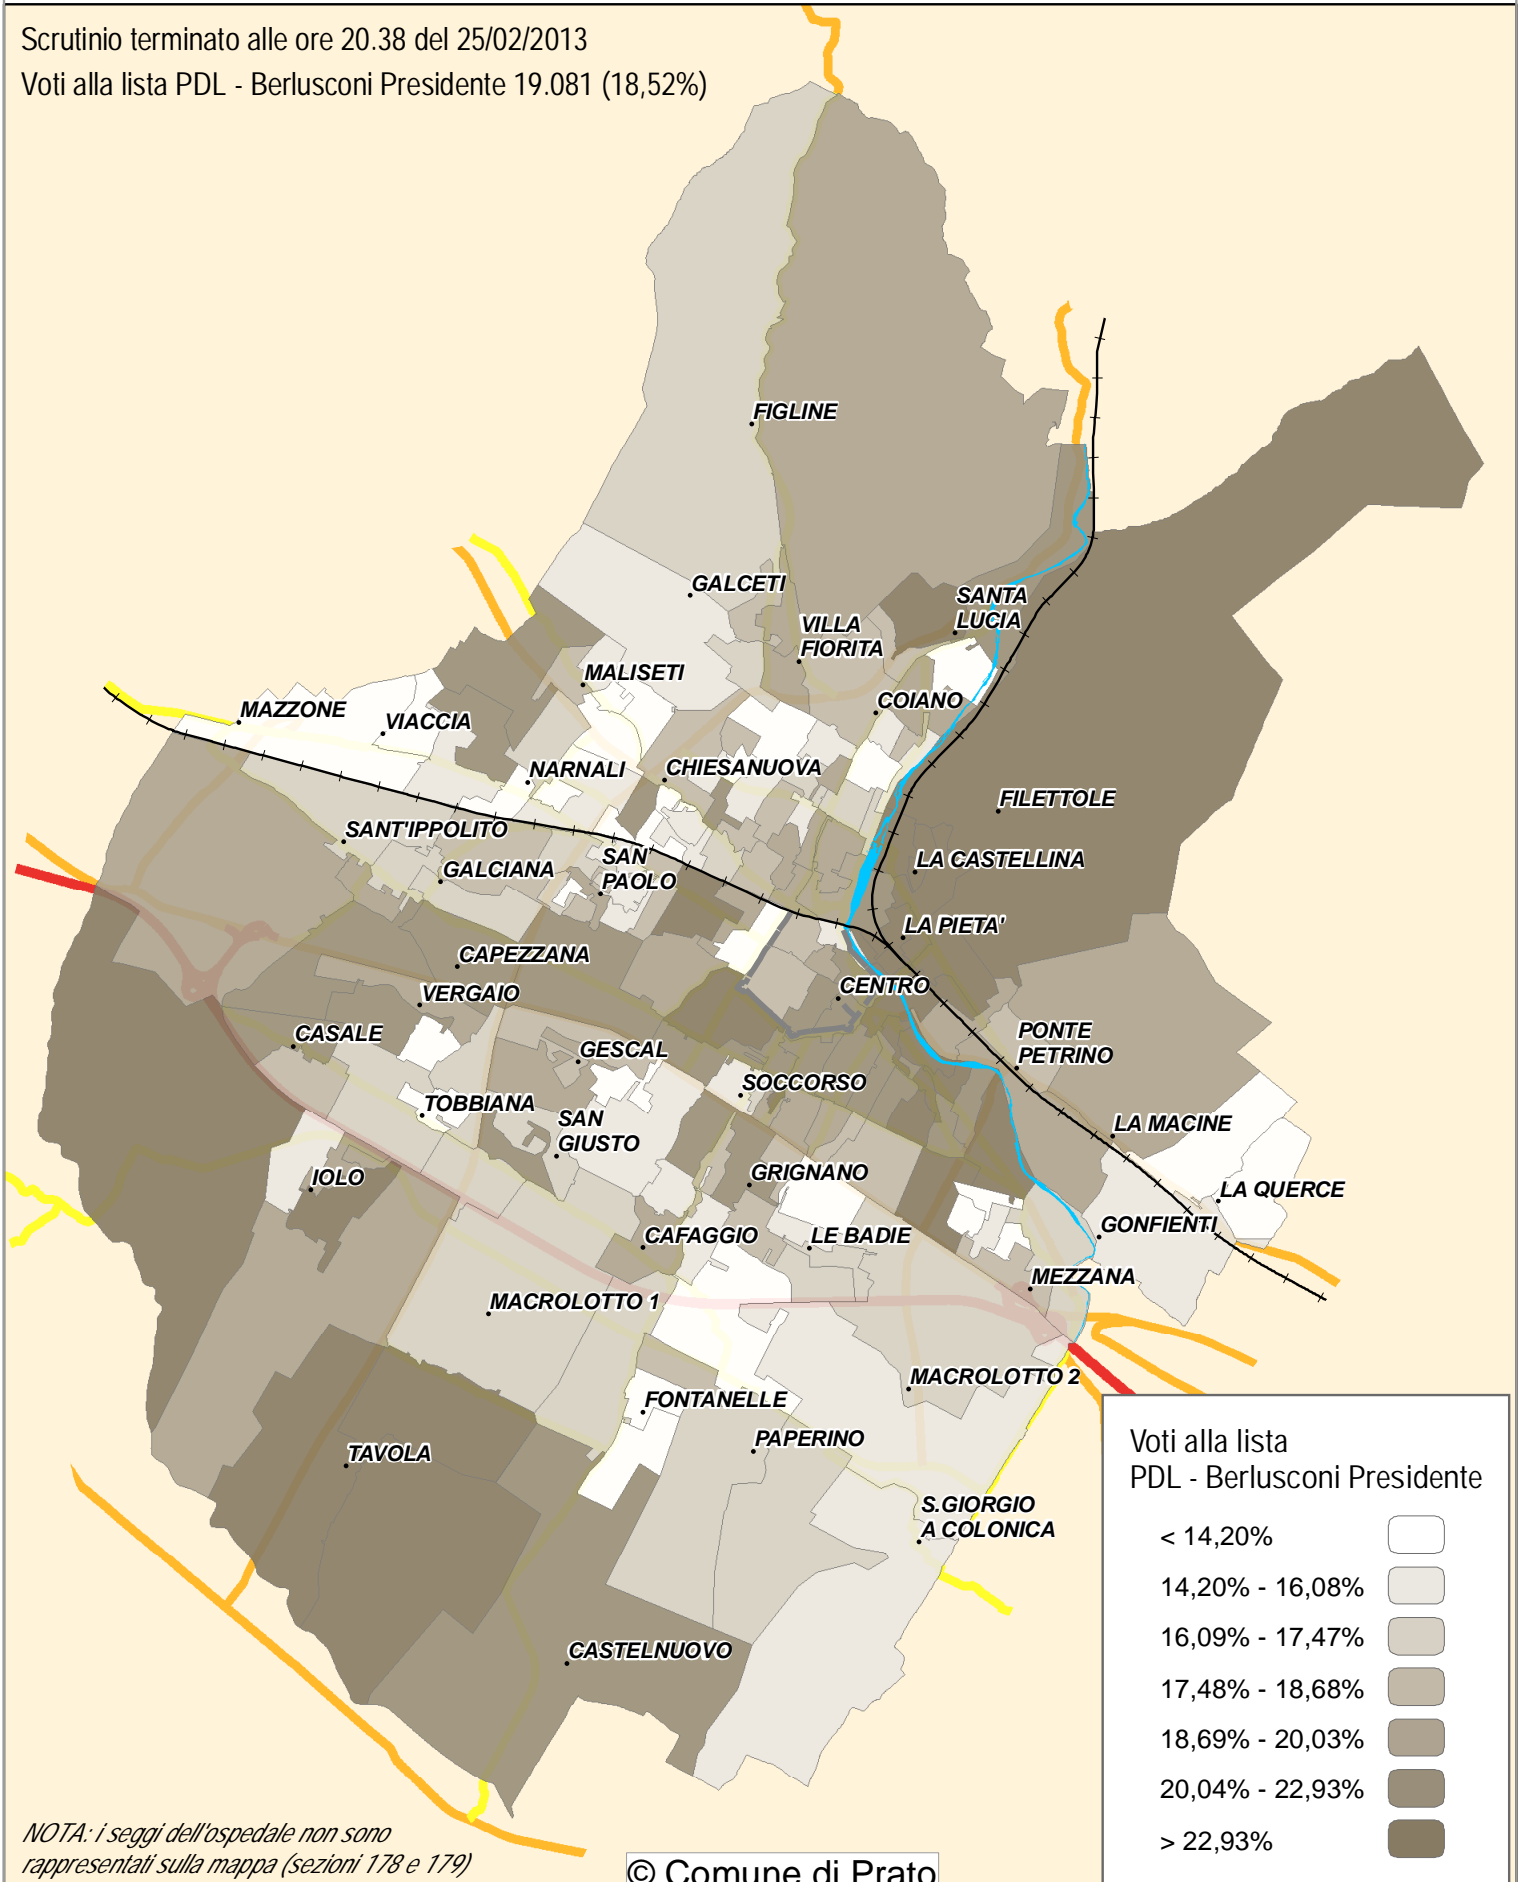 Scrutinio terminato alle ore 20.38 del 25/02/2013
Voti alla lista PDL - Berlusconi Presidente 19.081 (18,52%)
FIGLINE
GALCETI
SANTA
LUCIA
VILLA
FIORITA
MALISETI
COIANO
MAZZONE
VIACCIA
NARNALI
CHIESANUOVA
FILETTOLE
SANT'IPPOLITO
GALCIANA
SAN
PAOLO
LA CASTELLINA
LA PIETA'
CAPEZZANA
CENTRO
VERGAIO
CASALE
GESCAL
PONTE
PETRINO
SOCCORSO
TOBBIANA
SAN
GIUSTO
LA MACINE
IOLO
GRIGNANO
LA QUERCE
CAFAGGIO
LE BADIE
GONFIENTI
MEZZANA
MACROLOTTO 1
MACROLOTTO 2
FONTANELLE
PAPERINO
TAVOLA
S.GIORGIO
A COLONICA
CASTELNUOVO
Voti alla lista
PDL - Berlusconi Presidente
< 14,20%
14,20% - 16,08%
16,09% - 17,47%
17,48% - 18,68%
18,69% - 20,03%
20,04% - 22,93%
> 22,93%
NOTA: i seggi dell'ospedale non sono
rappresentati sulla mappa (sezioni 178 e 179)
© Comune di Prato